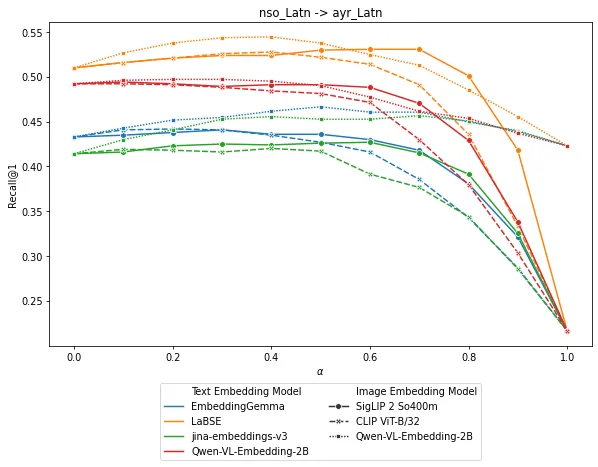 nso_Latn -> ayr_Latn
Recall@1
0.55
0.50
0.45
0.40
0.35
0.30
0.25
0.0
0.2
0.4
0.6
0.8
1.0
α
Text Embedding Model
EmbeddingGemma
LaBSE
jina-embeddings-v3
Qwen-VL-Embedding-2B
Image Embedding Model
SigLIP 2 So400m
CLIP ViT-B/32
Qwen-VL-Embedding-2B